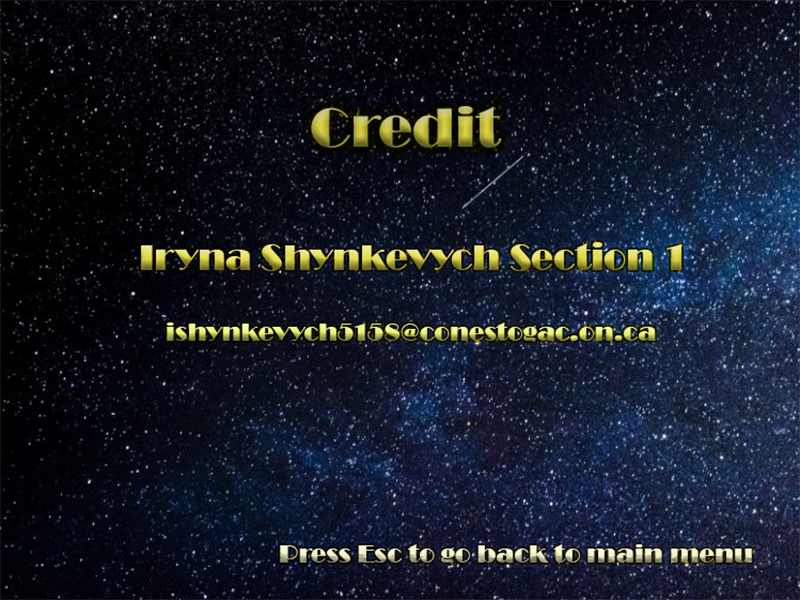 Credit
Iryna Shynkevych Section 1
ishynkevych5158@conestogac.on.ca
Press Esc to go back to main menu